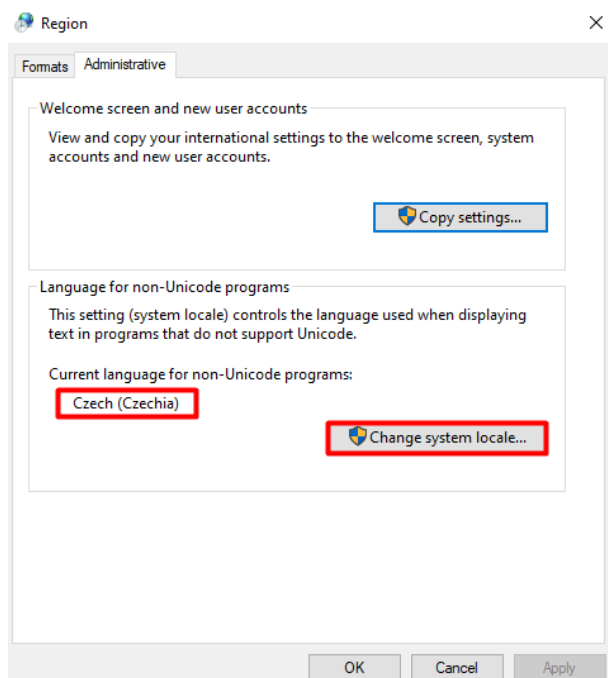 Region
Formats
Administrative
Welcome screen and new user accounts
View and copy your international settings to the welcome screen, system
accounts and new user accounts.
Copy settings...
Language for non-Unicode programs
This setting (system locale) controls the language used when displaying
text in programs that do not support Unicode.
Current language for non-Unicode programs:
Czech (Czechia)
Change system locale...
OK
Cancel
Apply